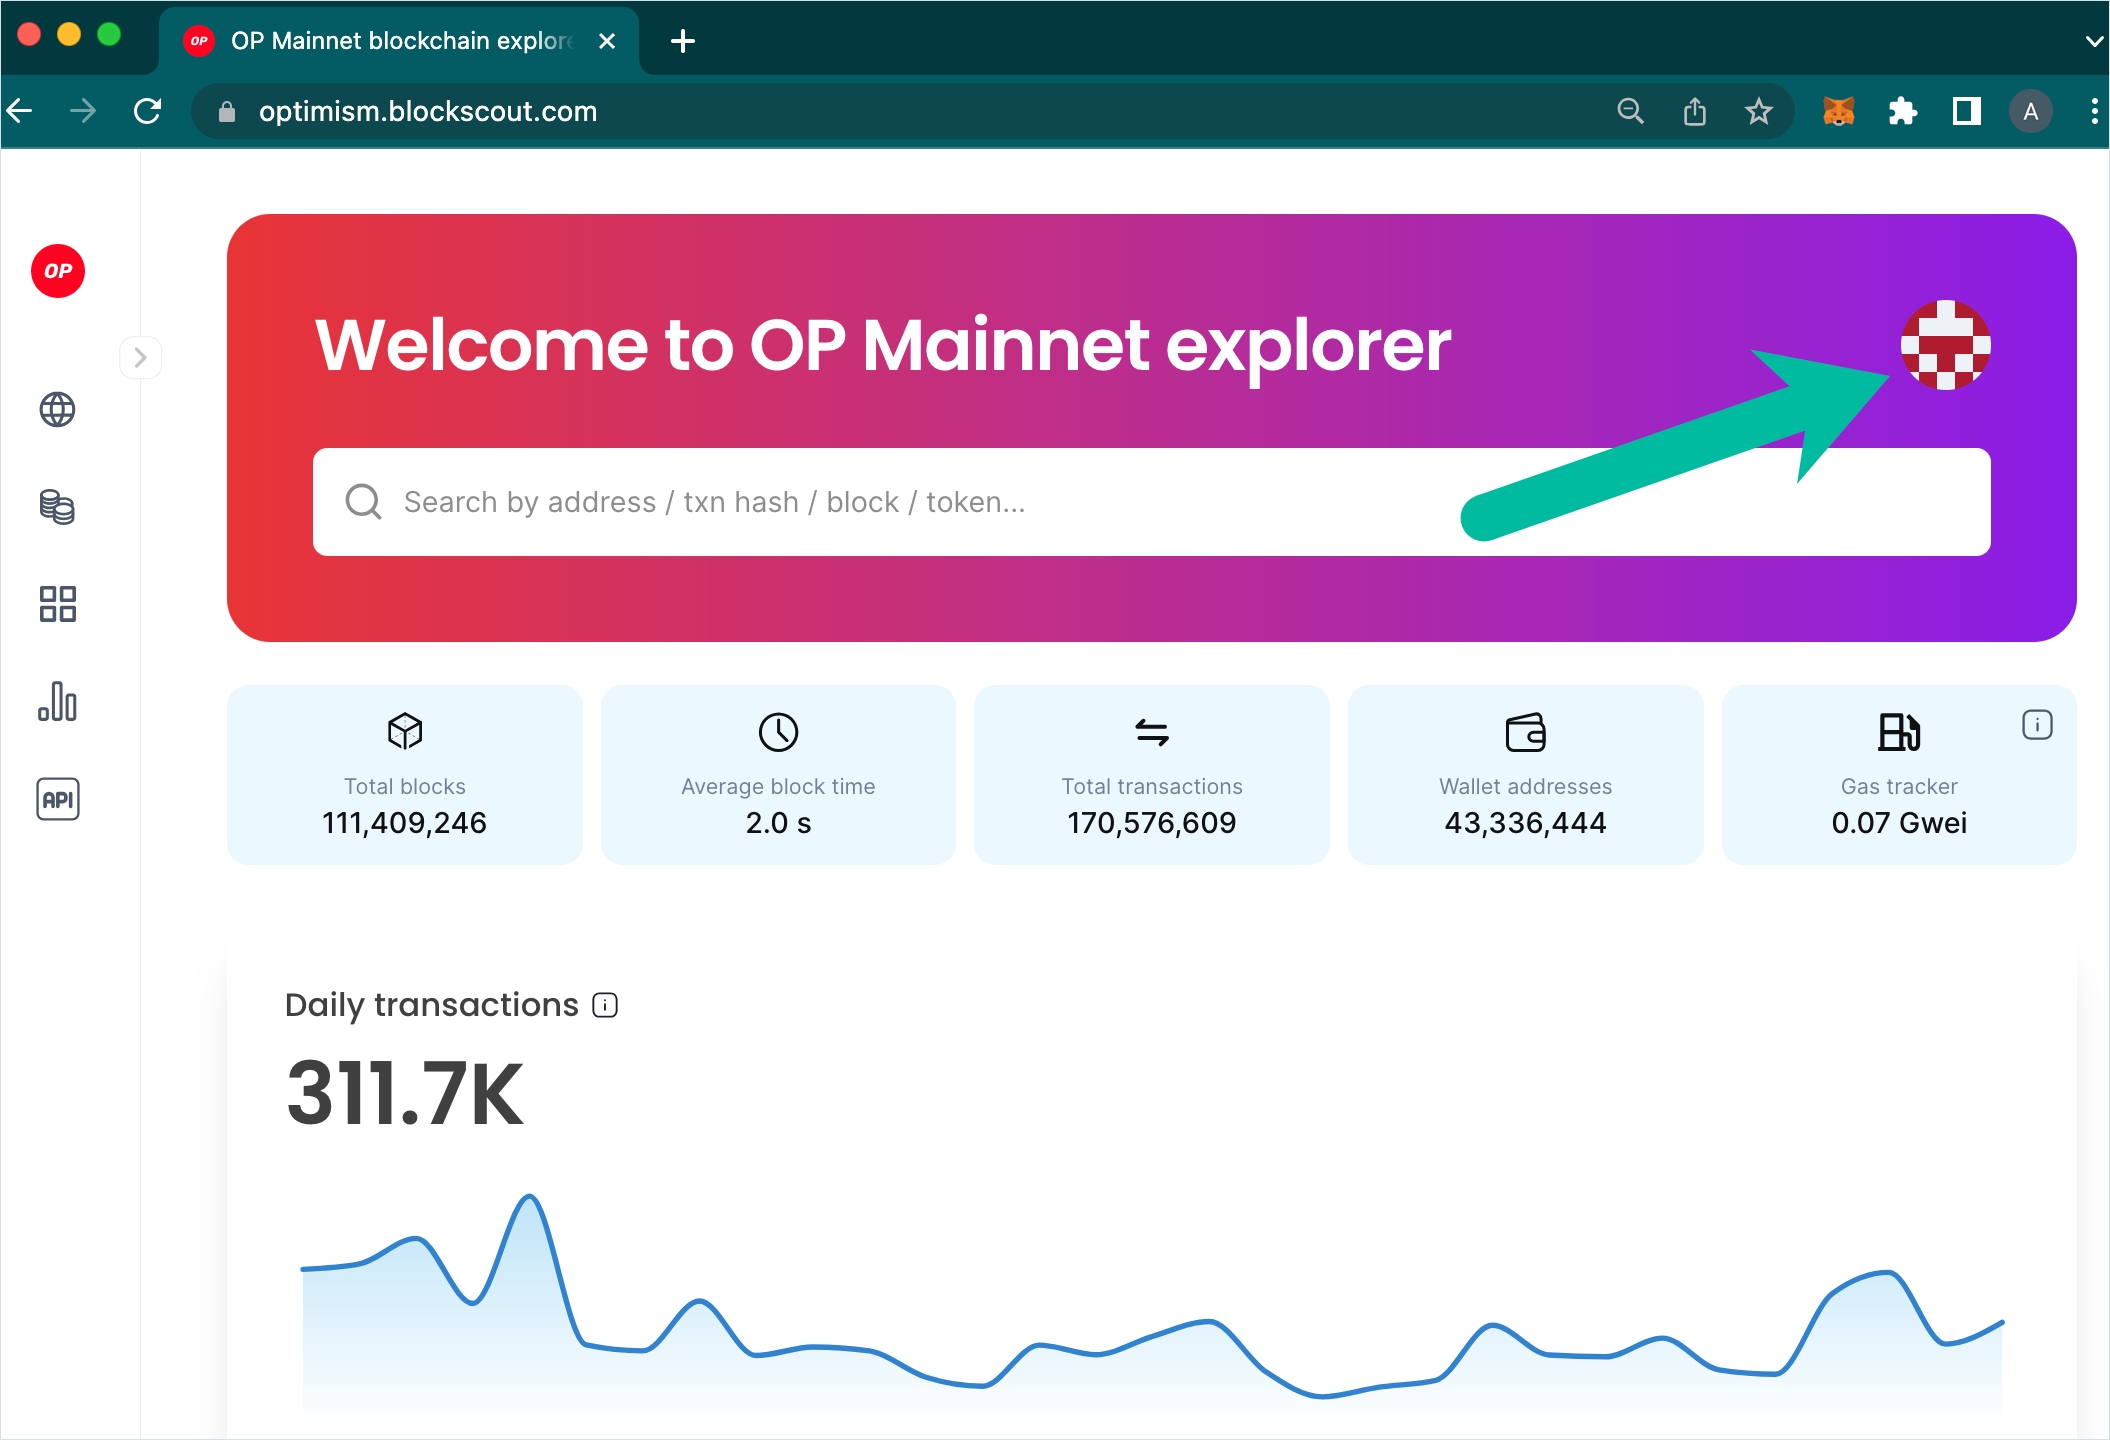 OP OP Mainnet blockchain explore
optimism.blockscout.com
A
OP
Welcome to OP Mainnet explorer
Search by address / txn hash / block / token...
API
Total blocks
111,409,246
Average block time
2.0 s
Total transactions
170,576,609
Wallet addresses
43,336,444
Gas tracker
0.07 Gwei
i
Daily transactions i
311.7K